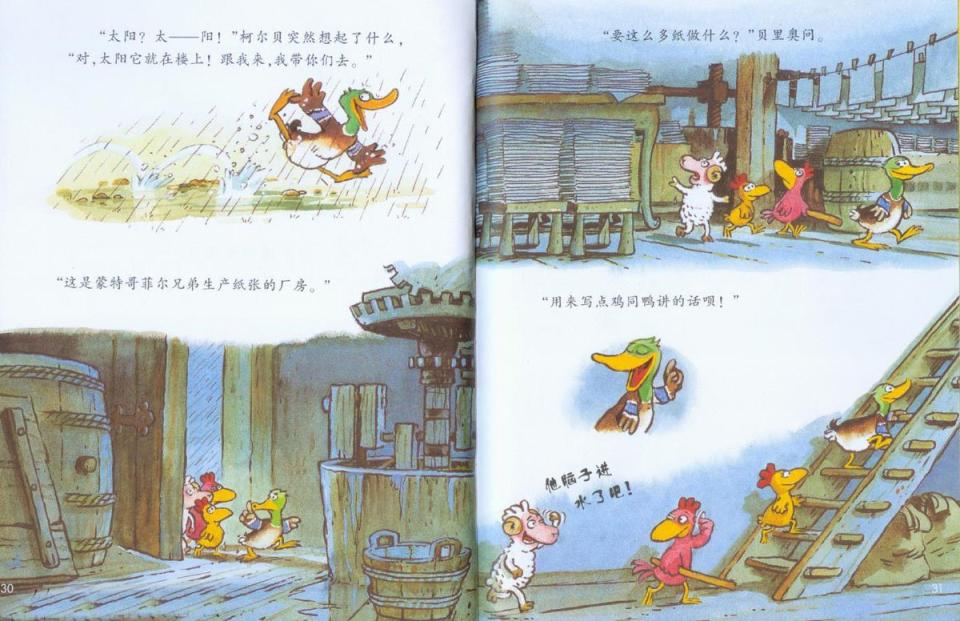 “太阳？太——阳！”柯尔贝突然想起了什么，
“对，太阳它就在楼上！跟我来，我带你们去。”
“这是蒙特哥菲尔兄弟生产纸张的厂房。”
30
“要这么多纸做什么？”贝里奥问。
“用来写点鸡同鸭讲的话呗！”
他脑子进
水了吧！
31